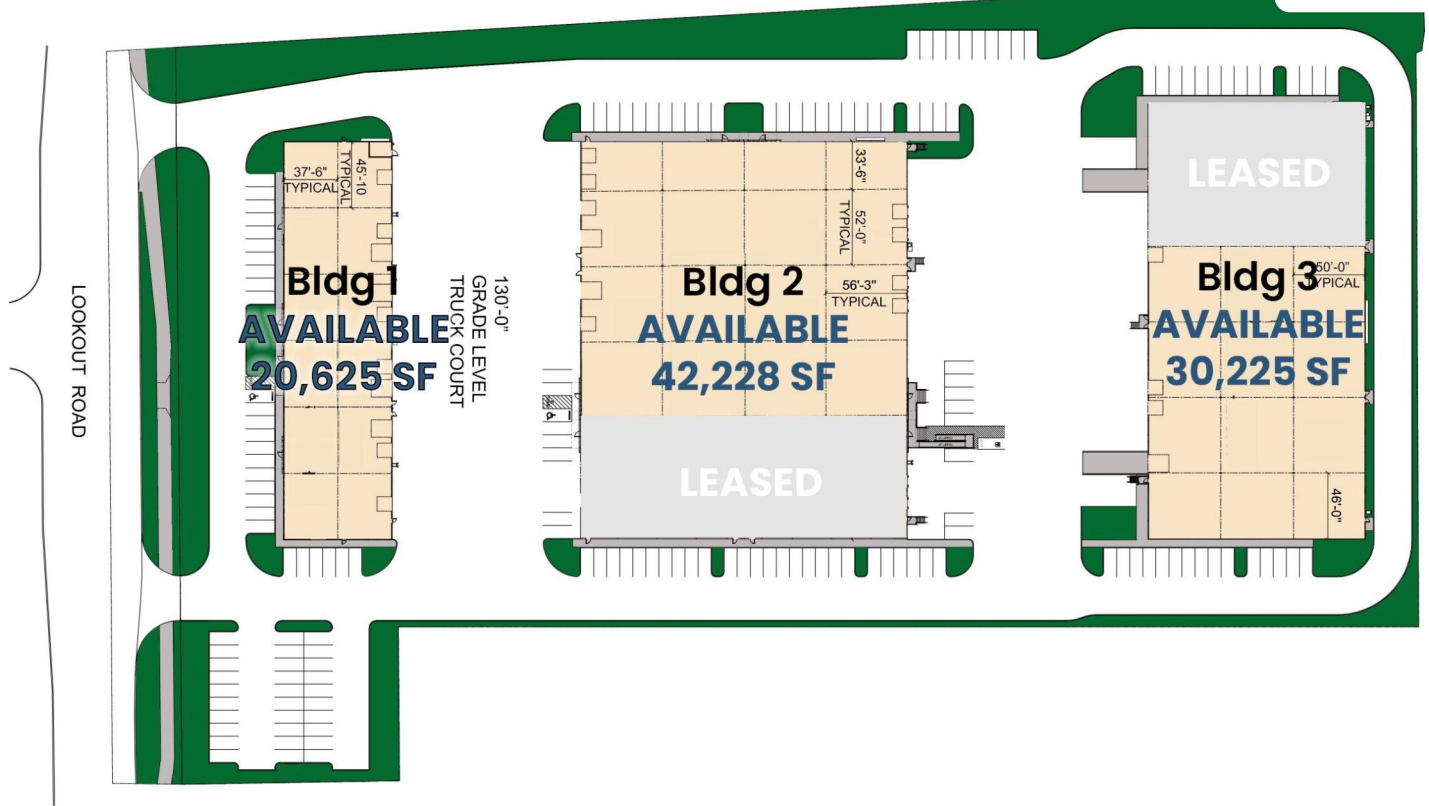 LOOKOUT ROAD
37'-6"
TYPICAL
45'-10
TYPICAL
Bldg 1
AVAILABLE
20,625 SF
130'-0"
GRADE LEVEL
TRUCK COURT
33'-6"
52'-0"
TYPICAL
56'-3"
TYPICAL
Bldg 2
AVAILABLE
42,228 SF
LEASED
LEASED
50'-0"
TYPICAL
Bldg 3
AVAILABLE
30,225 SF
46'-0"